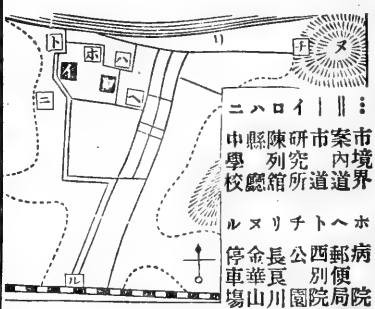 リ
チ
ヌ
ト
ホ
ハ
イ
ロ
ヘ
ニ
ル
市境界
案內道
市道
イ 研究所
ロ 陳列館
ハ 縣廳
ニ 中學校
ホ 病院
ヘ 郵便局
ト 西別院
チ 公園
リ 長良川
ヌ 金華山
ル 停車塲